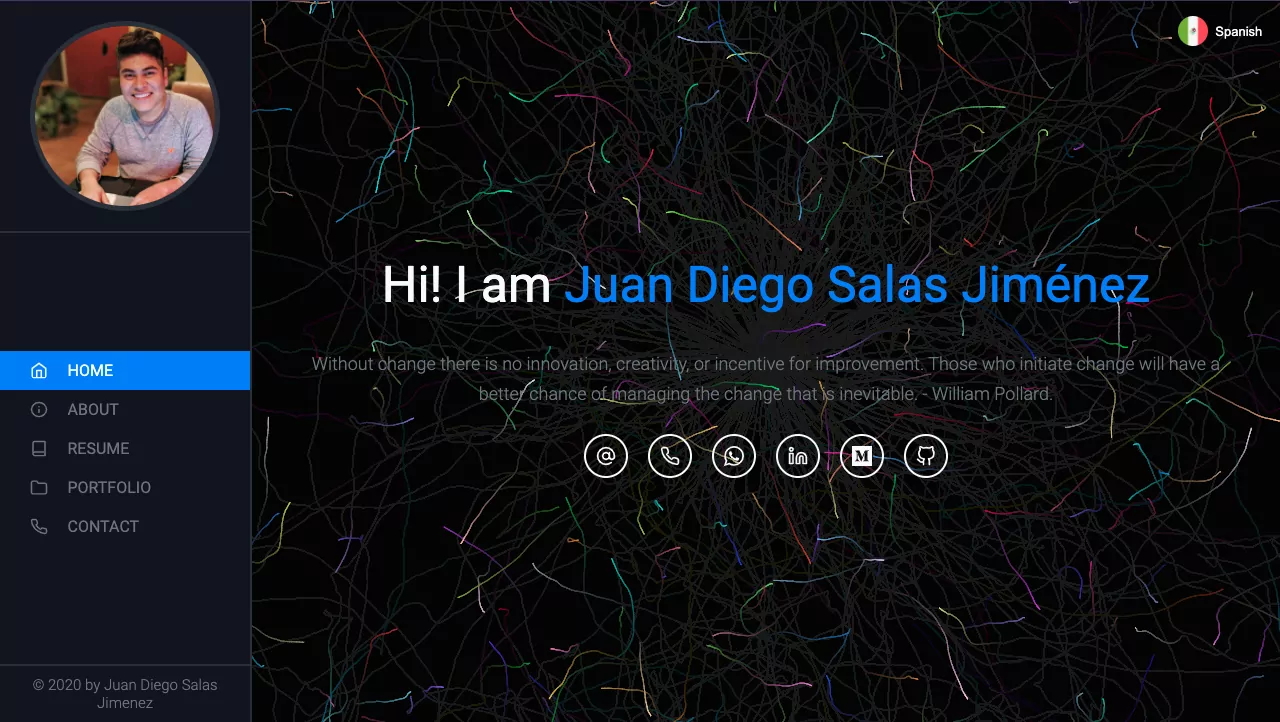 Spanish
Hi! I am Juan Diego Salas Jiménez
Without change there is no innovation, creativity, or incentive for improvement. Those who initiate change will have a
better chance of managing the change that is inevitable. - William Pollard.
HOME
ABOUT
RESUME
PORTFOLIO
CONTACT
© 2020 by Juan Diego Salas
Jimenez